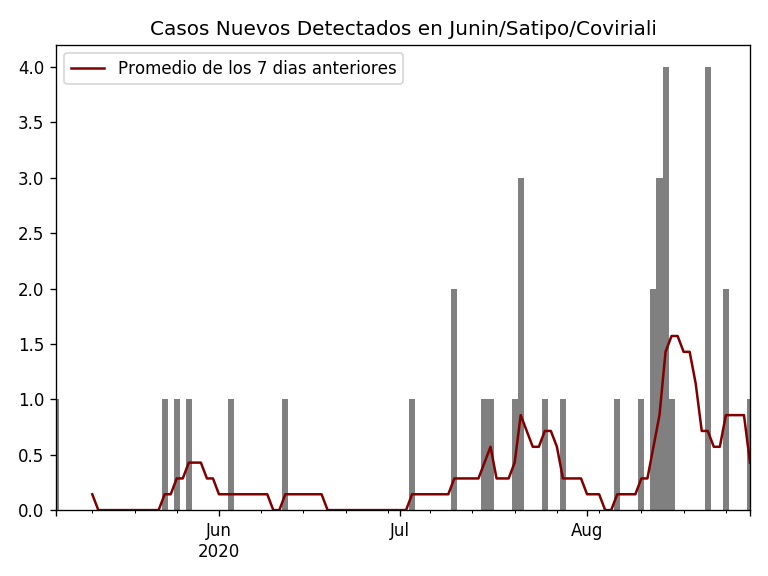 Casos Nuevos Detectados en Junin/Satipo/Coviriali
Promedio de los 7 dias anteriores
4.0
3.5
3.0
2.5
2.0
1.5
1.0
0.5
0.0
Jun
2020
Jul
Aug